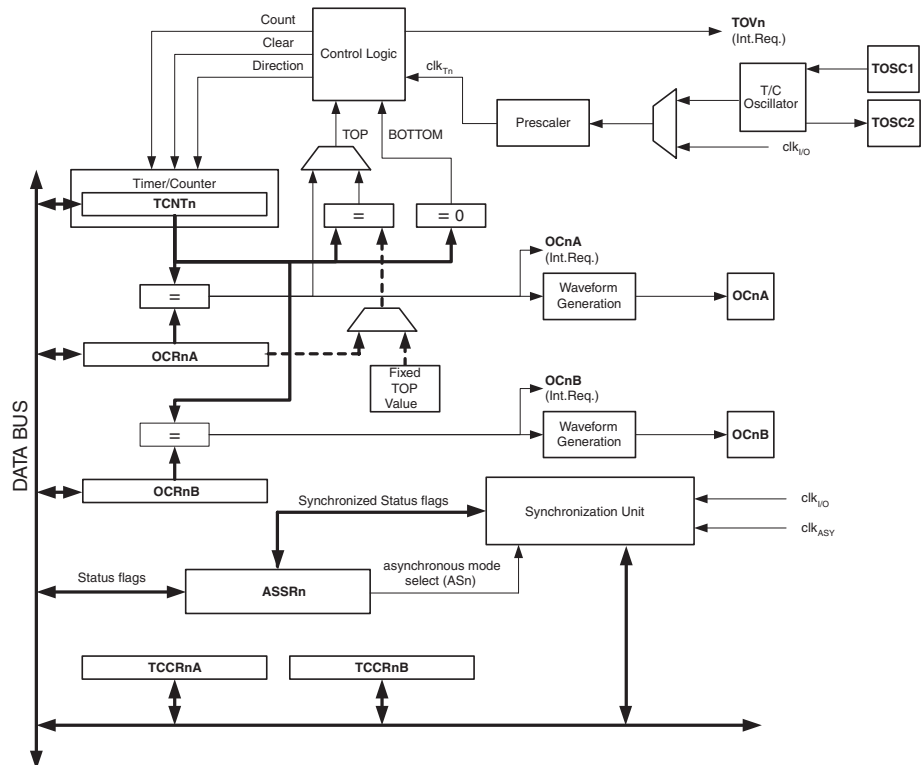 Count
Clear
Direction
Control Logic
TOVn
(Int.Req.)
clkTn
TOSC1
T/C
Oscillator
TOSC2
Prescaler
clkI/O
TOP
BOTTOM
Timer/Counter
TCNTn
=
= 0
OCnA
(Int.Req.)
=
Waveform
Generation
OCnA
OCRnA
Fixed
TOP
Value
OCnB
(Int.Req.)
=
Waveform
Generation
OCnB
DATA BUS
OCRnB
Synchronized Status flags
Synchronization Unit
clkI/O
clkASY
asynchronous mode
select (ASn)
Status flags
ASSRn
TCCRnA
TCCRnB